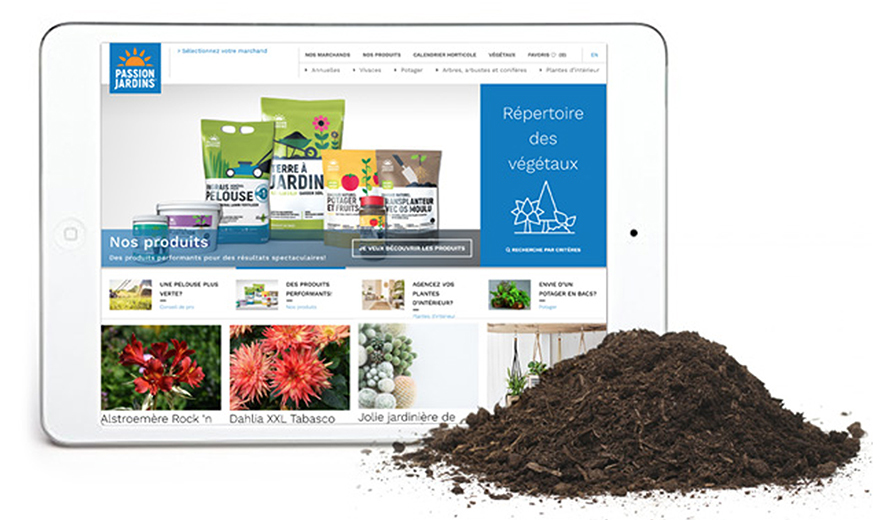 > Sélectionnez votre marchand
NOS MARCHANDS NOS PRODUITS CALENDRIER HORTICOLE VÉGÉTAUX FAVORIS (0) EN
PASSION
JARDINS
Annuelles Vivaces Potager Arbres, arbustes et conifères Plantes d'intérieur
Répertoire
des
végétaux
RECHERCHE PAR CRITÈRES
ENGRAIS
PELOUSE
TERRE À
JARDIN
GARDEN SOIL
POTAGER
ET FRUITS
TRANSPLANTEUR
AVEC OS MOULU
Nos produits
Des produits performants pour des résultats spectaculaires!
JE VEUX DÉCOUVRIR LES PRODUITS
UNE PELOUSE PLUS
VERTE?
Conseil de pro
DES PRODUITS
PERFORMANTS!
Nos produits
AGENCEZ VOS
PLANTES
D'INTÉRIEUR?
Plantes d'intérieur
ENVIE D'UN
POTAGER EN BACS?
Potager
Alstroemère Rock 'n
Dahlia XXL Tabasco
Jolie jardinière de